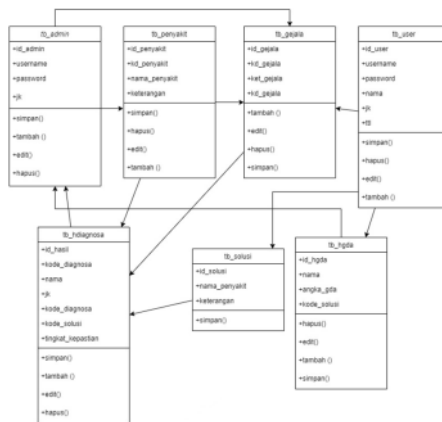 tb_admin
+id_admin
+username
+password
+jk
+simpan()
+tambah ()
+edit()
+hapus()
tb_penyakit
+id_penyakit
+kd_penyakit
+nama_penyakit
+keterangan
+simpan()
+hapus()
+edit()
+tambah ()
tb_gejala
+id_gejala
+kd_gejala
+ket_gejala
+kd_gejala
+tambah ()
+edit()
+hapus()
+simpan()
tb_user
+id_user
+username
+password
+nama
+jk
+ttl
+simpan()
+hapus()
+edit()
+tambah ()
tb_hdiagnosa
+id_hasil
+kode_diagnosa
+nama
+jk
+kode_diagnosa
+kode_solusi
+tingkat_kepastian
+simpan()
+tambah ()
+edit()
+hapus()
tb_solusi
+id_solusi
+nama_penyakit
+keterangan
+simpan()
tb_hgda
+id_hgda
+nama
+angka_gda
+kode_solusi
+hapus()
+edit()
+tambah ()
+simpan()